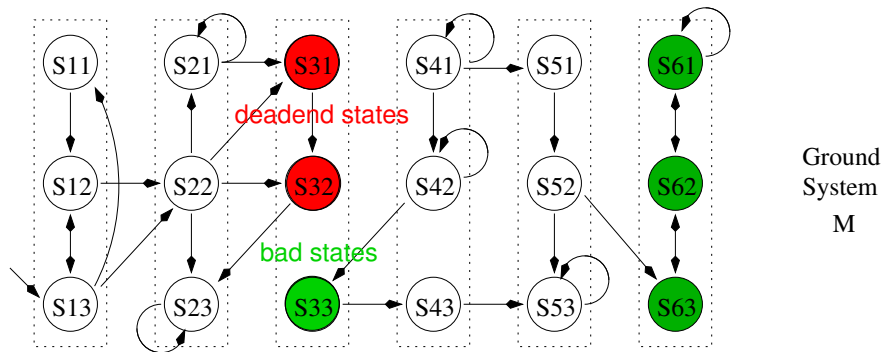 S11 S21 S31 S41 S51 S61
deadend states
S12 S22 S32 S42 S52 S62
Ground
System
M
bad states
S13 S23 S33 S43 S53 S63